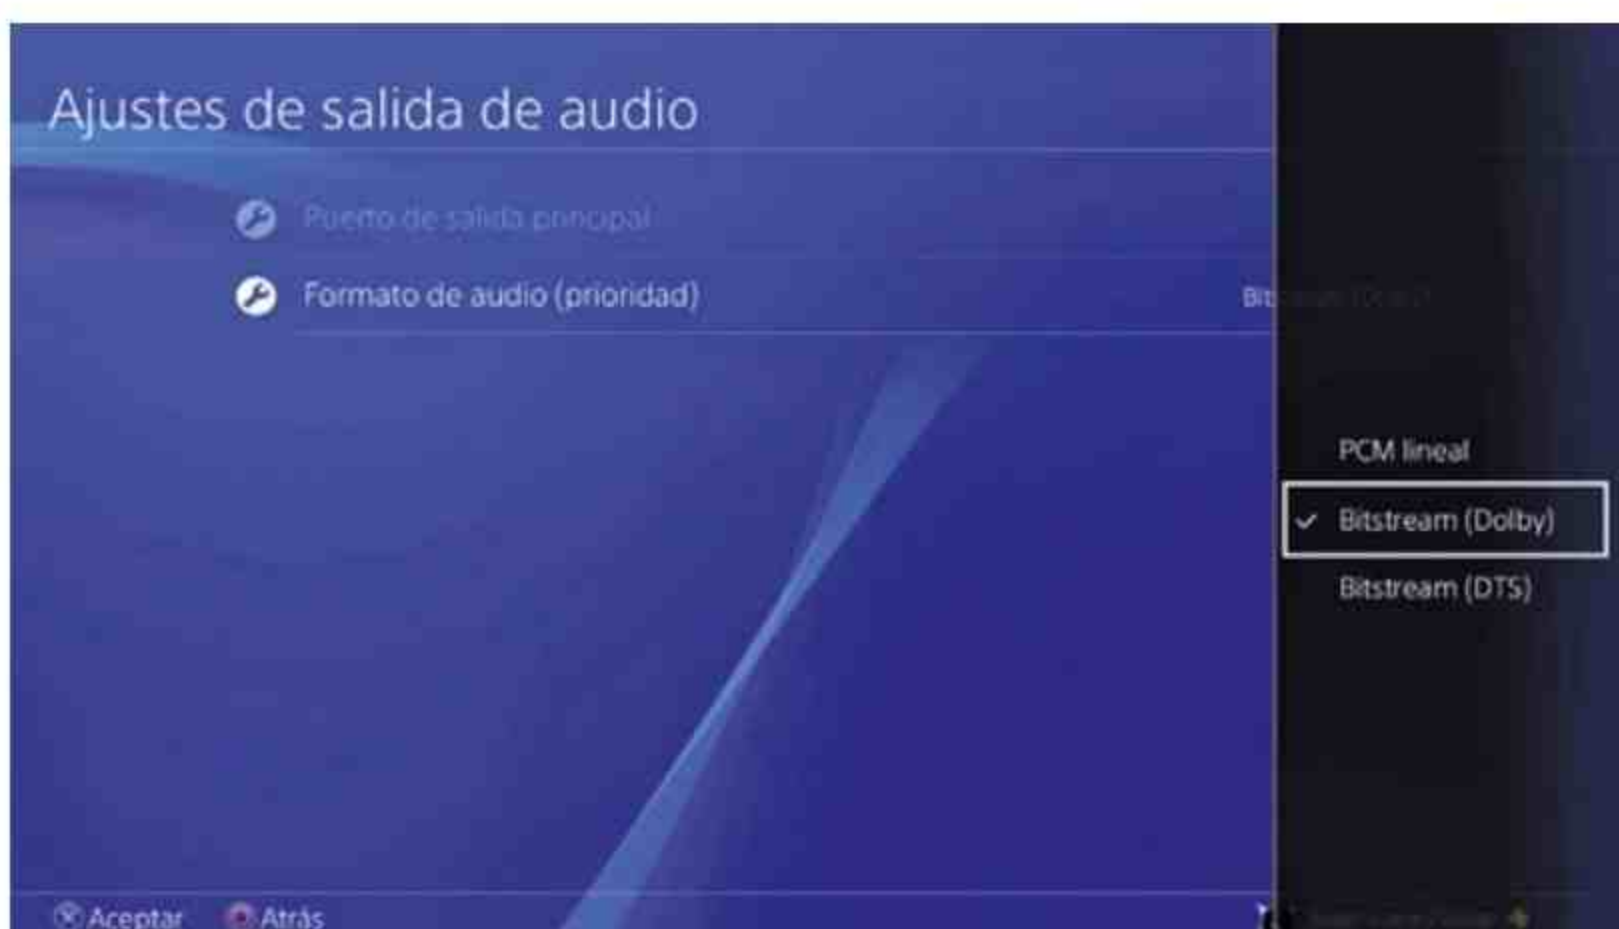 Ajustes de salida de audio
Puerto de salida principal
Formato de audio (prioridad)
PCM lineal
Bitstream (Dolby)
Bitstream (DTS)
Aceptar Atrás